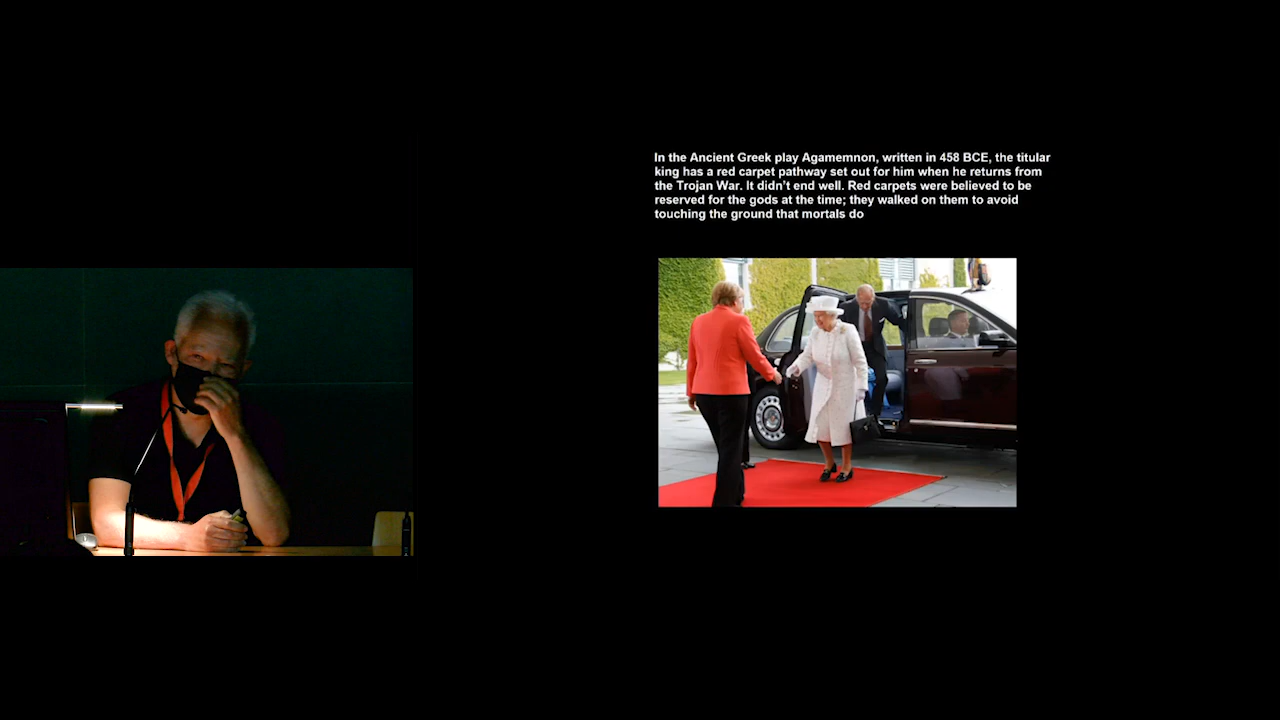 In the Ancient Greek play Agamemnon, written in 458 BCE, the titular
king has a red carpet pathway set out for him when he returns from
the Trojan War. It didn't end well. Red carpets were believed to be
reserved for the gods at the time; they walked on them to avoid
touching the ground that mortals do